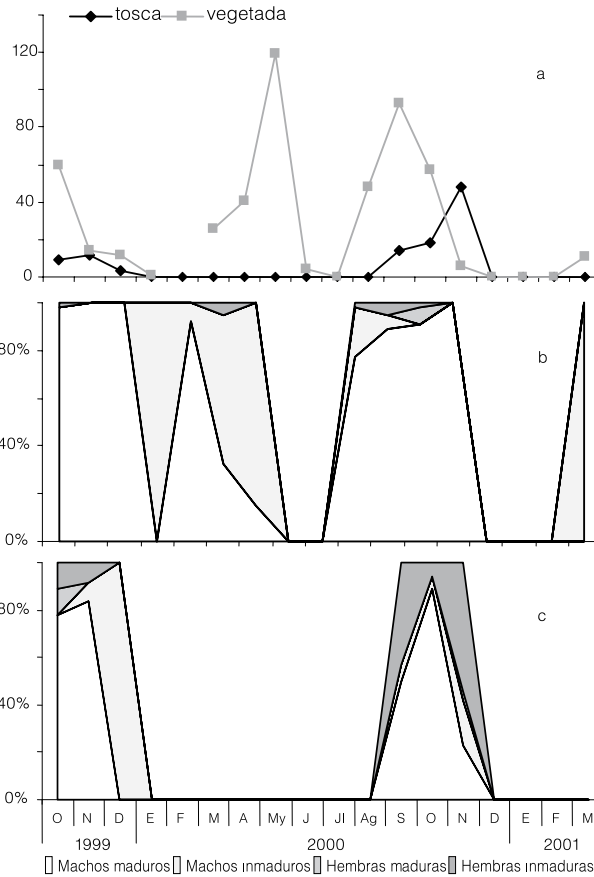 tosca vegetada
120
a
80
40
0
80%
b
40%
0%
80%
c
40%
0%
O N D E F M A My J Jl Ag S O N D E F M
1999 2000 2001
Machos maduros Machos inmaduros Hembras maduras Hembras inmaduras